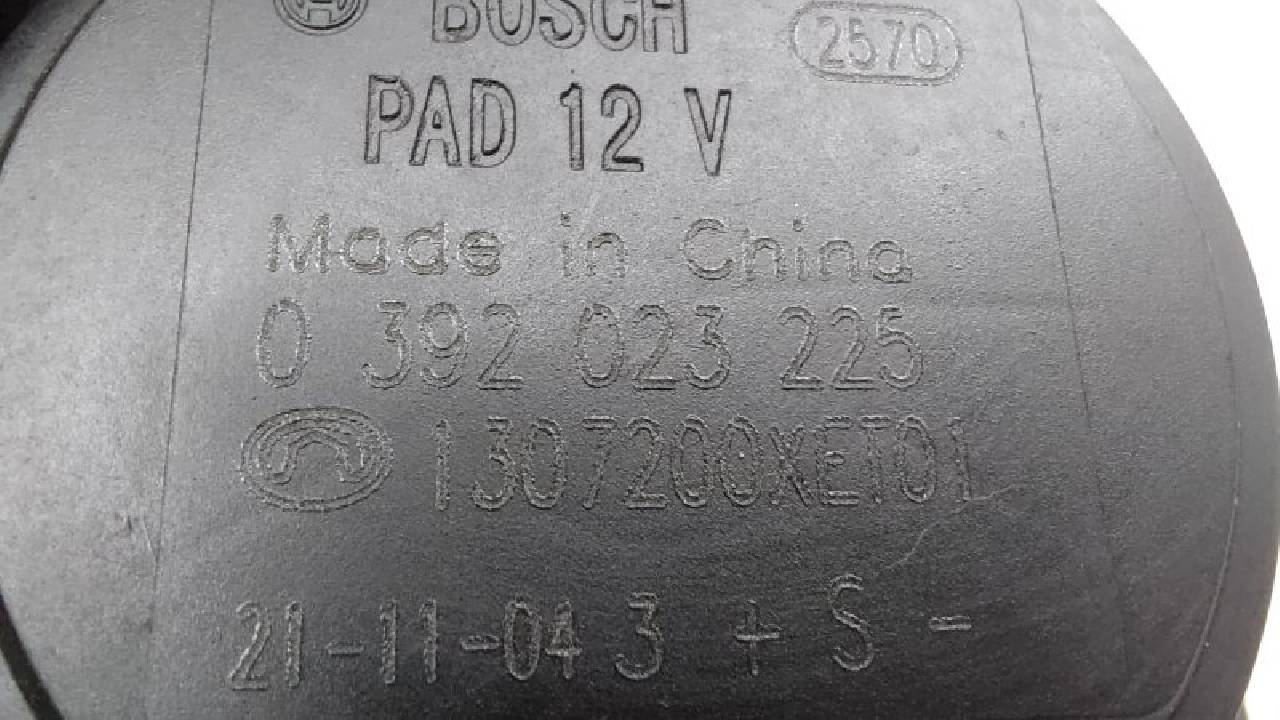 BOSCH 2570
PAD 12 V
Made in China
0 392 023 225
1307200XET01
21-11-04 3 + S -